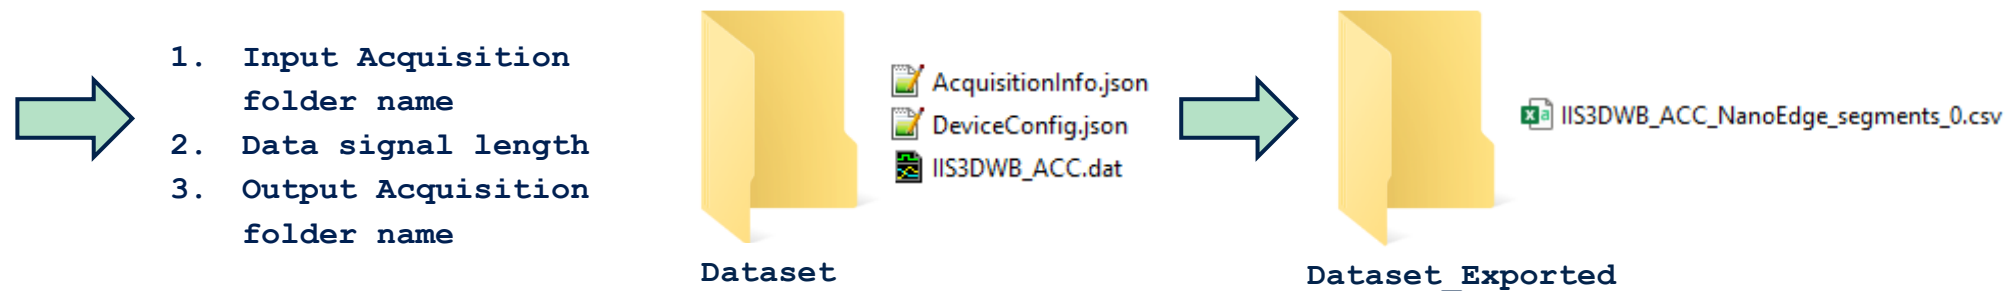 1. Input Acquisition
folder name
2. Data signal length
3. Output Acquisition
folder name
AcquisitionInfo.json
DeviceConfig.json
IIS3DWB_ACC.dat
Dataset
IIS3DWB_ACC_NanoEdge_segments_0.csv
Dataset_Exported